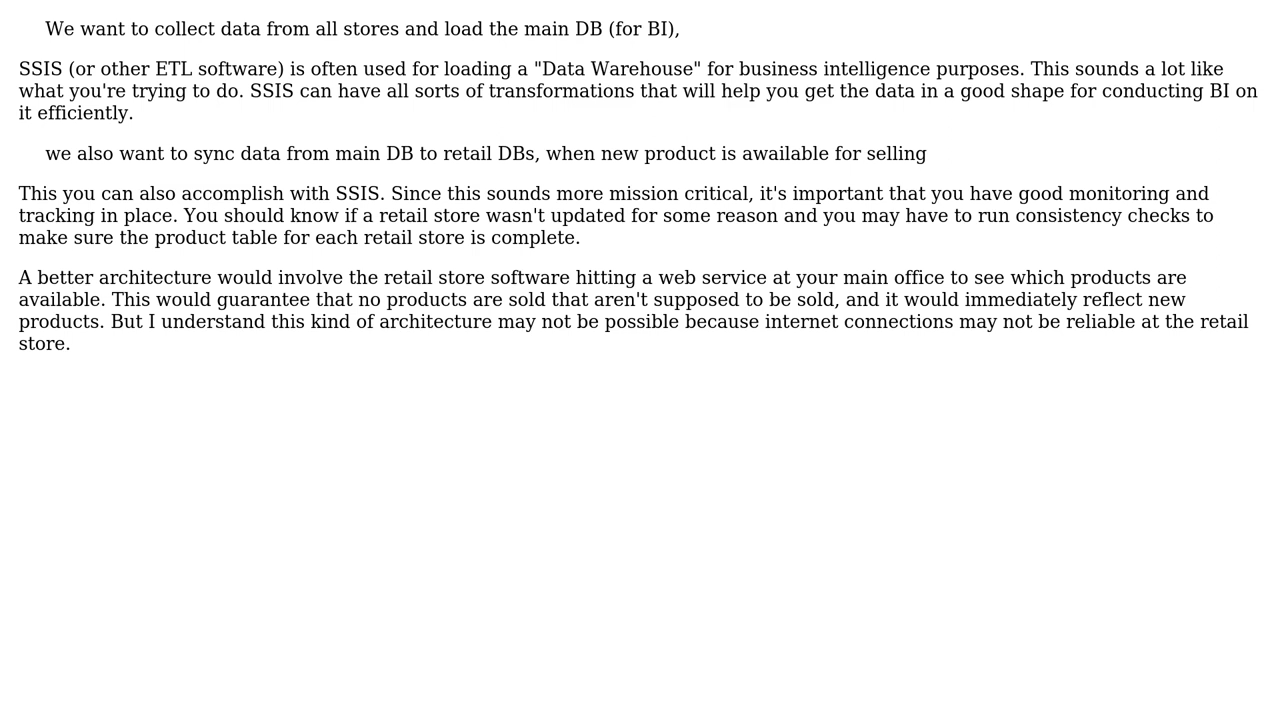 We want to collect data from all stores and load the main DB (for BI),
SSIS (or other ETL software) is often used for loading a "Data Warehouse" for business intelligence purposes. This sounds a lot like
what you're trying to do. SSIS can have all sorts of transformations that will help you get the data in a good shape for conducting BI on
it efficiently.
we also want to sync data from main DB to retail DBs, when new product is awailable for selling
This you can also accomplish with SSIS. Since this sounds more mission critical, it's important that you have good monitoring and
tracking in place. You should know if a retail store wasn't updated for some reason and you may have to run consistency checks to
make sure the product table for each retail store is complete.
A better architecture would involve the retail store software hitting a web service at your main office to see which products are
available. This would guarantee that no products are sold that aren't supposed to be sold, and it would immediately reflect new
products. But I understand this kind of architecture may not be possible because internet connections may not be reliable at the retail
store.